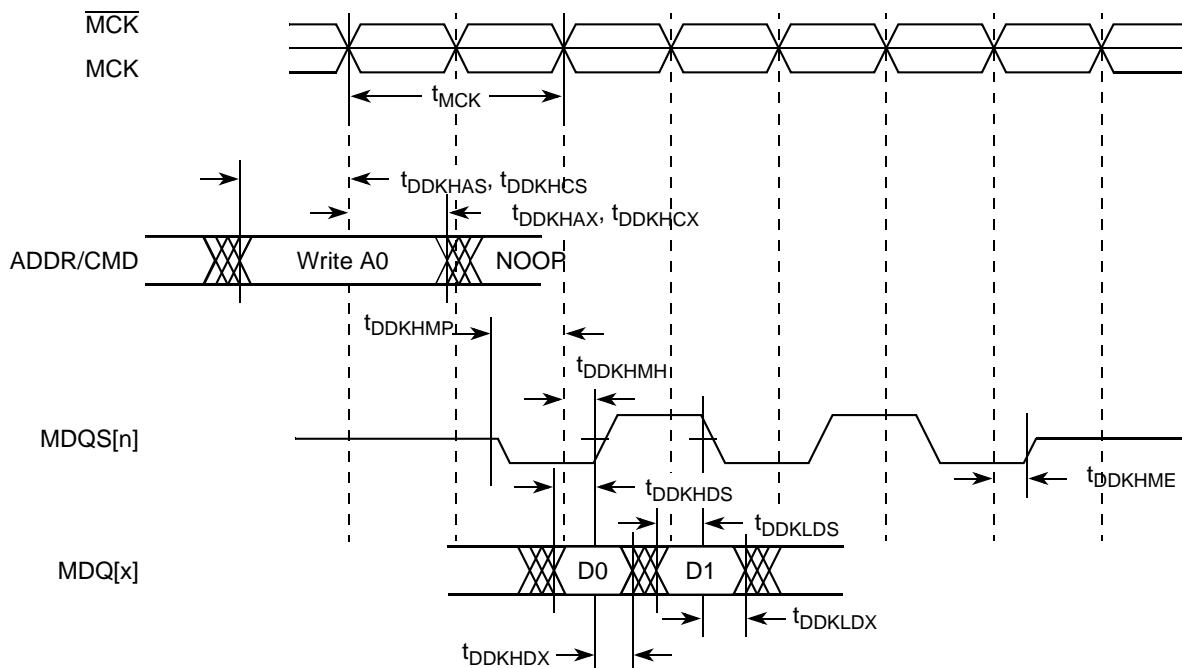 MCK
MCK
tMCK
tDDKHAS, tDDKHCS
tDDKHAX, tDDKHCX
ADDR/CMD Write A0 NOOP
tDDKHMP
tDDKHMH
MDQS[n]
tDDKHME
tDDKHDS
tDDKLDS
MDQ[x] D0 D1
tDDKLDX
tDDKHDX